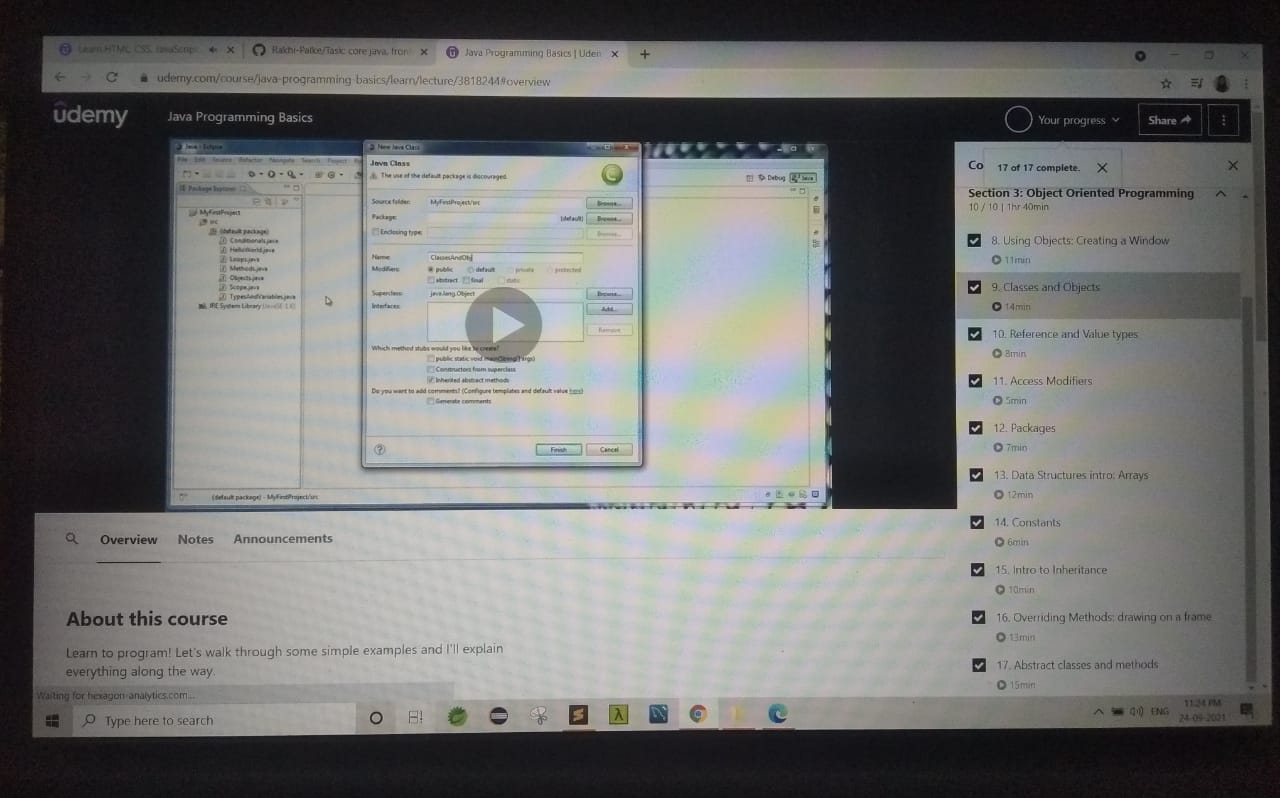 Learn HTML, CSS, JavaScrip
Rakhi-Palke/Task: core java, fron
Java Programming Basics | Udem
udemy.com/course/java-programming-basics/learn/lecture/3818244#overview
ûdemy
Java Programming Basics
Your progress
Share
Java - Eclipse
File Edit Source Refactor Navigate Search Project
Package Explorer
MyFirstProject
src
(default package)
Conditionals.java
HelloWorld.java
Loops.java
Methods.java
Objects.java
Scope.java
TypesAndVariables.java
JRE System Library
New Java Class
Java Class
The use of the default package is discouraged.
Source folder: MyFirstProject/src Browse...
Package: (default) Browse...
Enclosing type: Browse...
Name: ClassesAndObj
Modifiers: public default private protected
abstract final static
Superclass: java.lang.Object Browse...
Interfaces: Add...
Remove
Which method stubs would you like to create?
public static void main(String[] args)
Constructors from superclass
Inherited abstract methods
Do you want to add comments? (Configure templates and default value here)
Generate comments
Finish Cancel
Debug Java
(default package) - MyFirstProject/src
Co
17 of 17 complete.
Section 3: Object Oriented Programming
10 / 10 | 1hr 40min
8. Using Objects: Creating a Window
11min
9. Classes and Objects
14min
10. Reference and Value types
8min
11. Access Modifiers
5min
12. Packages
7min
13. Data Structures intro: Arrays
12min
14. Constants
6min
15. Intro to Inheritance
10min
16. Overriding Methods: drawing on a frame
13min
17. Abstract classes and methods
15min
Overview Notes Announcements
About this course
Learn to program! Let's walk through some simple examples and I'll explain
everything along the way.
Waiting for hexagon-analytics.com...
Type here to search
ENG
11:24 PM
24-09-2021